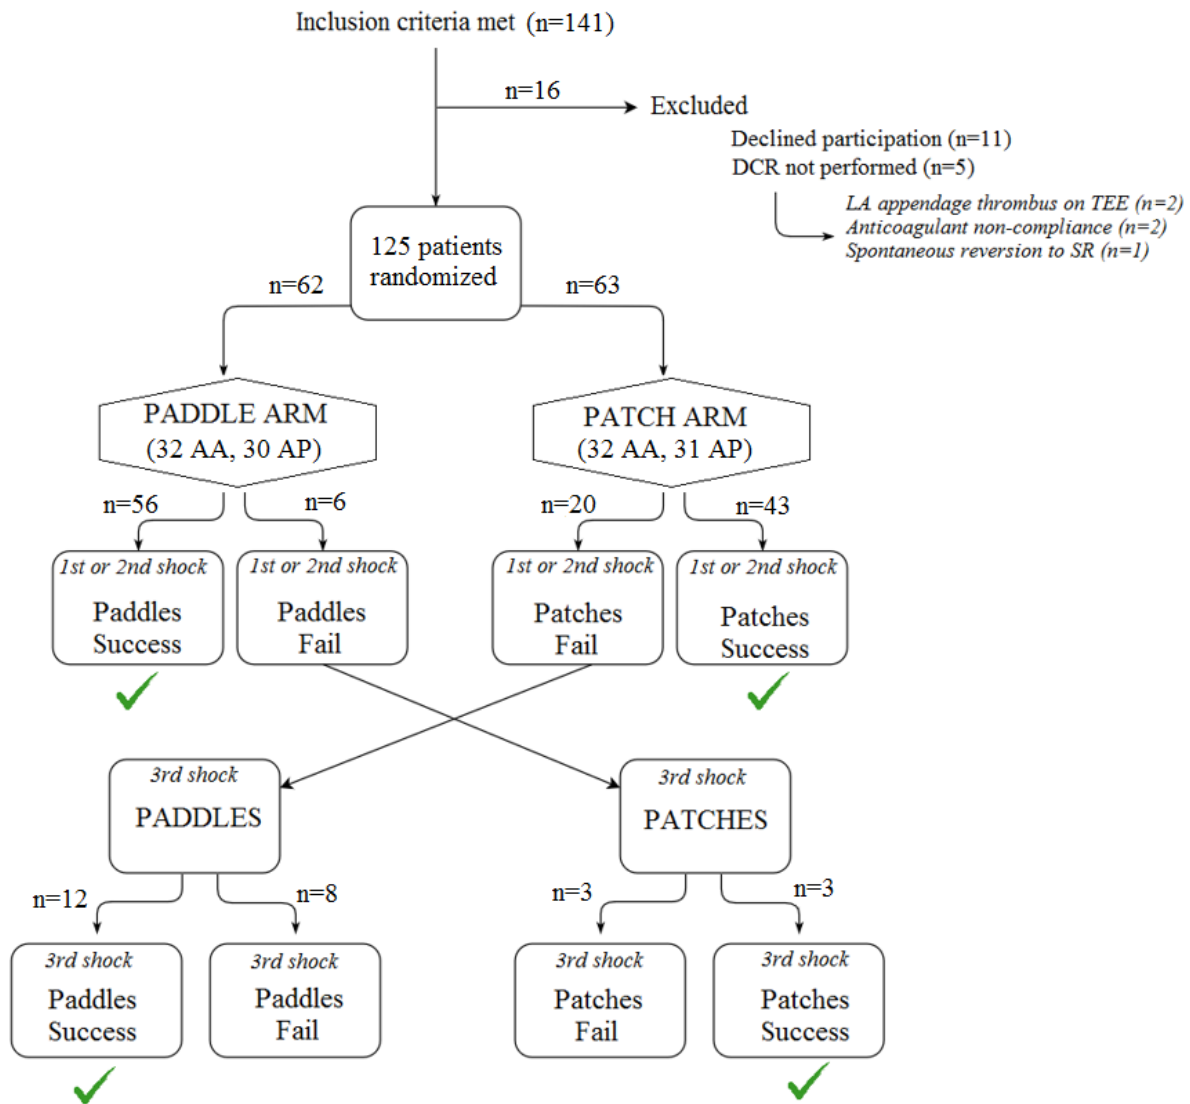 Inclusion criteria met (n=141)
n=16
Excluded
Declined participation (n=11)
DCR not performed (n=5)
LA appendage thrombus on TEE (n=2)
Anticoagulant non-compliance (n=2)
Spontaneous reversion to SR (n=1)
125 patients
randomized
n=62
n=63
PADDLE ARM
(32 AA, 30 AP)
PATCH ARM
(32 AA, 31 AP)
n=56
n=6
n=20
n=43
1st or 2nd shock
Paddles
Success
1st or 2nd shock
Paddles
Fail
1st or 2nd shock
Patches
Fail
1st or 2nd shock
Patches
Success
3rd shock
PADDLES
3rd shock
PATCHES
n=12
n=8
n=3
n=3
3rd shock
Paddles
Success
3rd shock
Paddles
Fail
3rd shock
Patches
Fail
3rd shock
Patches
Success